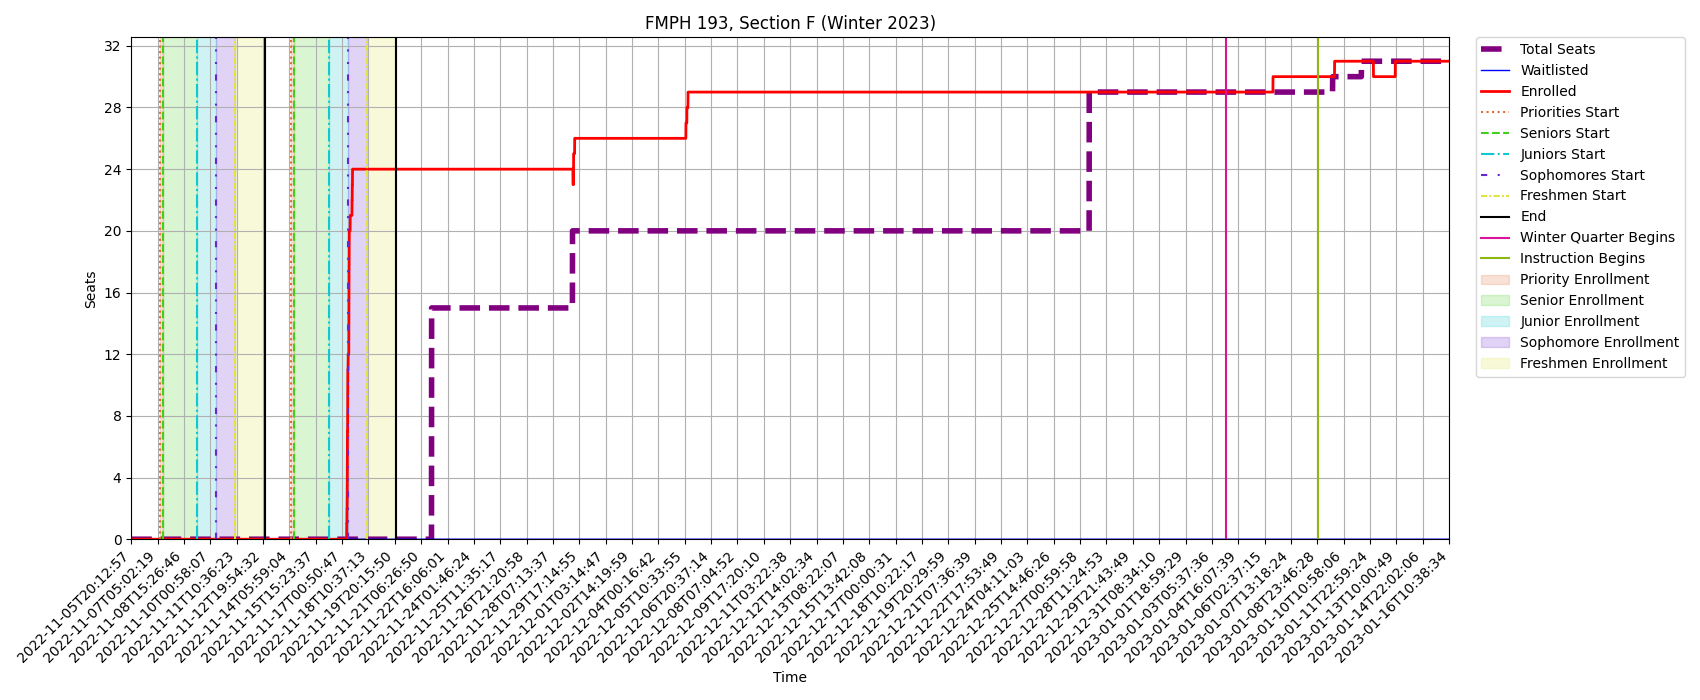 FMPH 193, Section F (Winter 2023)
Seats
32
28
24
20
16
12
8
4
0
2022-11-05T20:12:57
2022-11-07T05:02:19
2022-11-08T15:26:46
2022-11-10T00:58:07
2022-11-11T10:36:23
2022-11-12T19:54:32
2022-11-14T05:59:04
2022-11-15T15:23:37
2022-11-17T00:50:47
2022-11-18T10:37:13
2022-11-19T20:15:50
2022-11-21T06:26:50
2022-11-22T16:06:01
2022-11-24T01:46:24
2022-11-25T11:35:17
2022-11-26T21:20:58
2022-11-28T07:13:37
2022-11-29T17:14:55
2022-12-01T03:14:47
2022-12-02T14:19:59
2022-12-04T00:16:42
2022-12-05T10:33:55
2022-12-06T20:37:14
2022-12-08T07:04:52
2022-12-09T17:20:10
2022-12-11T03:22:38
2022-12-12T14:02:34
2022-12-13T08:22:07
2022-12-15T13:42:08
2022-12-17T00:00:31
2022-12-18T10:22:17
2022-12-19T20:29:59
2022-12-21T07:36:39
2022-12-22T17:53:49
2022-12-24T04:11:03
2022-12-25T14:46:26
2022-12-27T00:59:58
2022-12-28T11:24:53
2022-12-29T21:43:49
2022-12-31T08:34:10
2023-01-01T18:59:29
2023-01-03T05:37:36
2023-01-04T16:07:39
2023-01-06T02:37:15
2023-01-07T13:18:24
2023-01-08T23:46:28
2023-01-10T10:58:06
2023-01-11T22:59:24
2023-01-13T10:00:49
2023-01-14T22:02:06
2023-01-16T10:38:34
Time
Total Seats
Waitlisted
Enrolled
Priorities Start
Seniors Start
Juniors Start
Sophomores Start
Freshmen Start
End
Winter Quarter Begins
Instruction Begins
Priority Enrollment
Senior Enrollment
Junior Enrollment
Sophomore Enrollment
Freshmen Enrollment